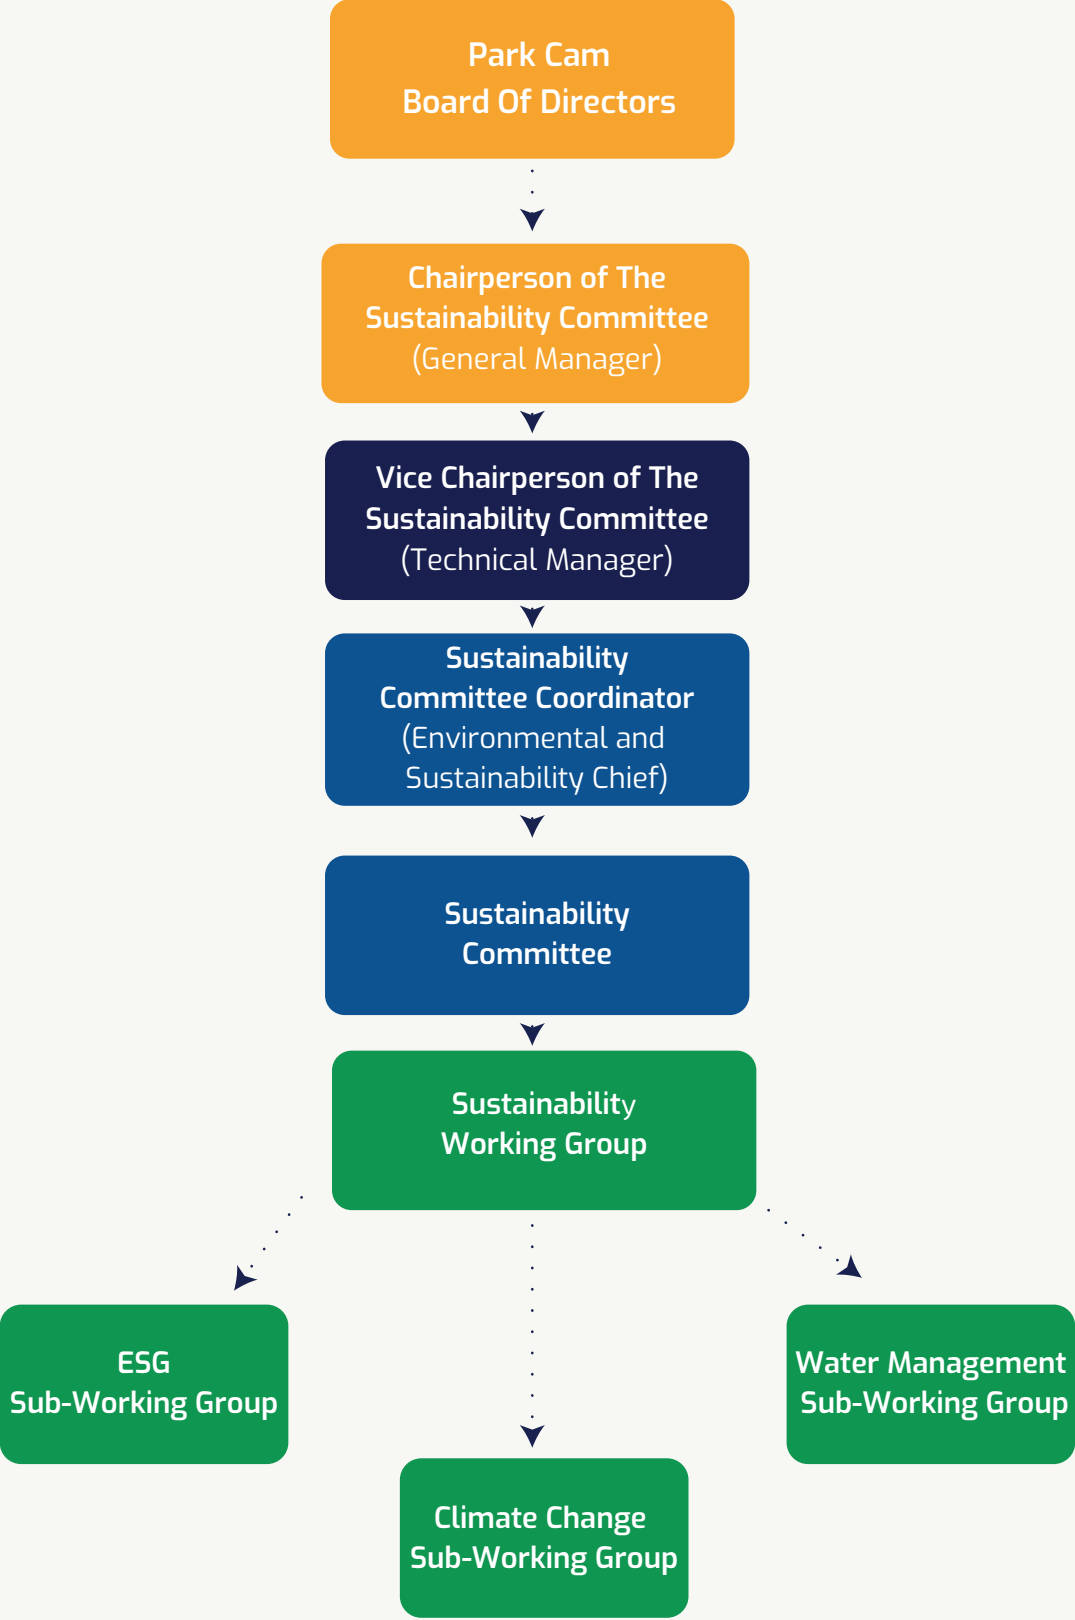 Park Cam
Board Of Directors
Chairperson of The
Sustainability Committee
(General Manager)
Vice Chairperson of The
Sustainability Committee
(Technical Manager)
Sustainability
Committee Coordinator
(Environmental and
Sustainability Chief)
Sustainability
Committee
Sustainability
Working Group
ESG
Sub-Working Group
Water Management
Sub-Working Group
Climate Change
Sub-Working Group